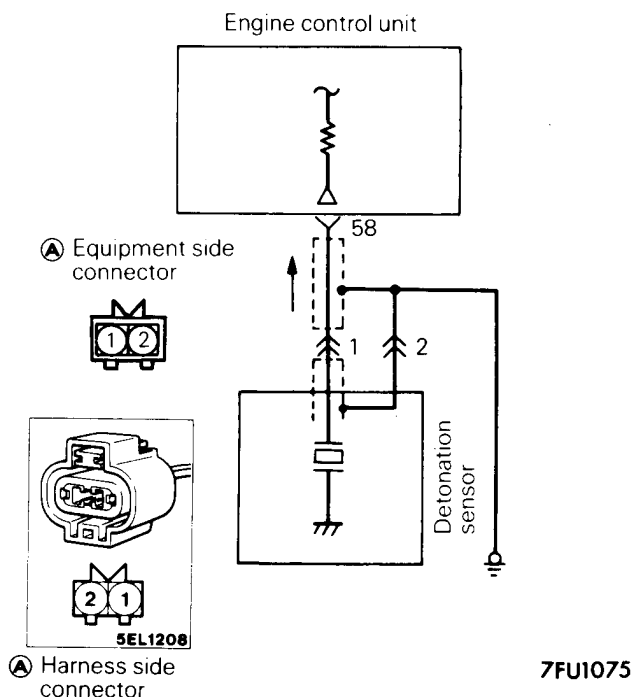 Engine control unit
58
Ⓐ Equipment side
connector
1 2
1
2
Detonation
sensor
2 1
5EL1208
Ⓐ Harness side
connector
7FU1075